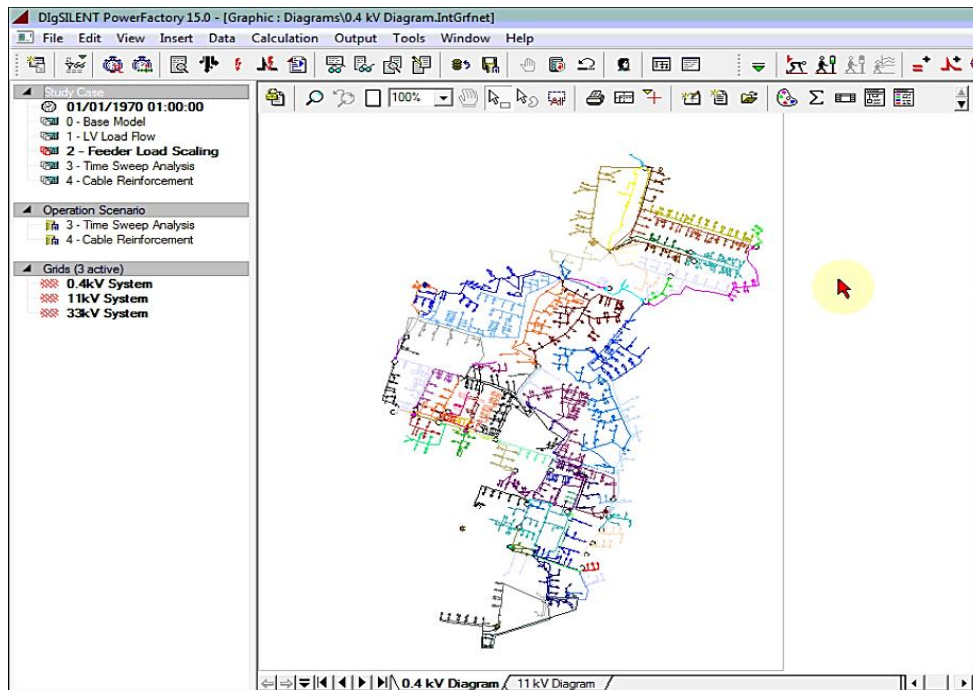 DIgSILENT PowerFactory 15.0 - [Graphic : Diagrams\0.4 kV Diagram.IntGrfnet]
File Edit View Insert Data Calculation Output Tools Window Help
100%
Study Case
01/01/1970 01:00:00
0 - Base Model
1 - LV Load Flow
2 - Feeder Load Scaling
3 - Time Sweep Analysis
4 - Cable Reinforcement
Operation Scenario
3 - Time Sweep Analysis
4 - Cable Reinforcement
Grids (3 active)
0.4kV System
11kV System
33kV System
0.4 kV Diagram 11 kV Diagram